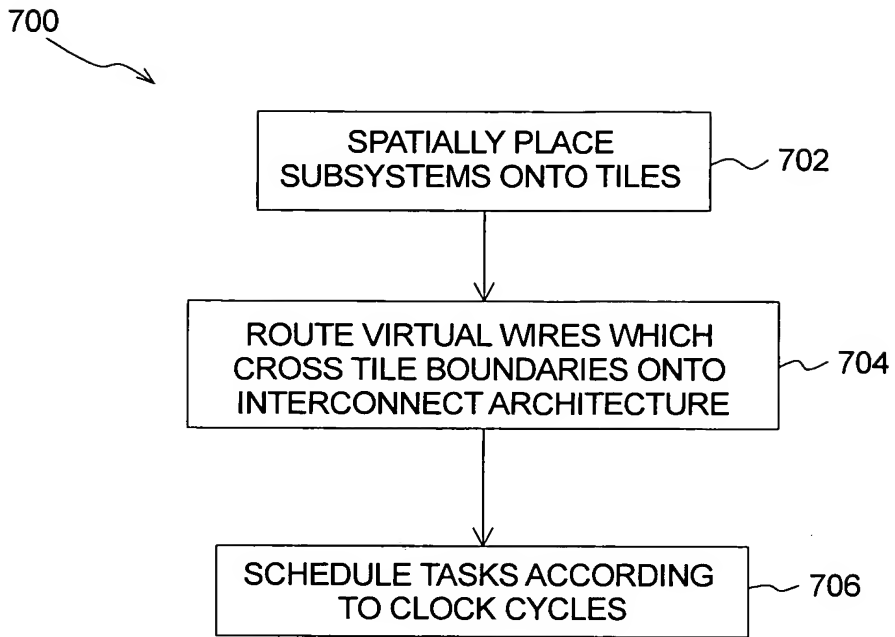 700
SPATIALLY PLACE
SUBSYSTEMS ONTO TILES
702
ROUTE VIRTUAL WIRES WHICH
CROSS TILE BOUNDARIES ONTO
INTERCONNECT ARCHITECTURE
704
SCHEDULE TASKS ACCORDING
TO CLOCK CYCLES
706